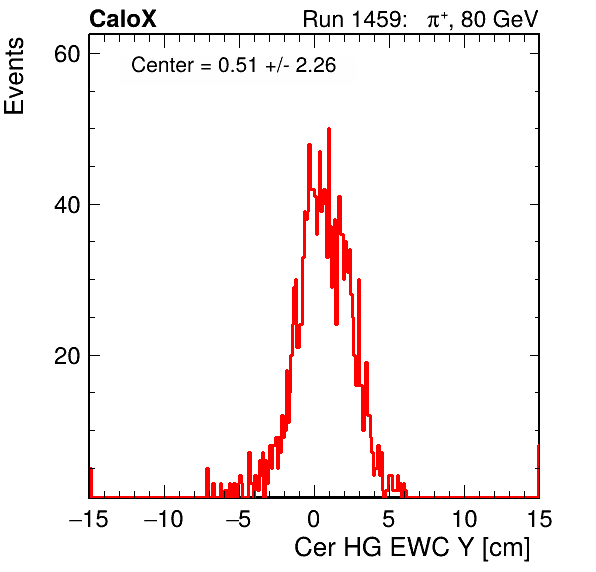 CaloX Run 1459: π⁺, 80 GeV
Events
Center = 0.51 +/- 2.26
60
40
20
−15 −10 −5 0 5 10 15
Cer HG EWC Y [cm]